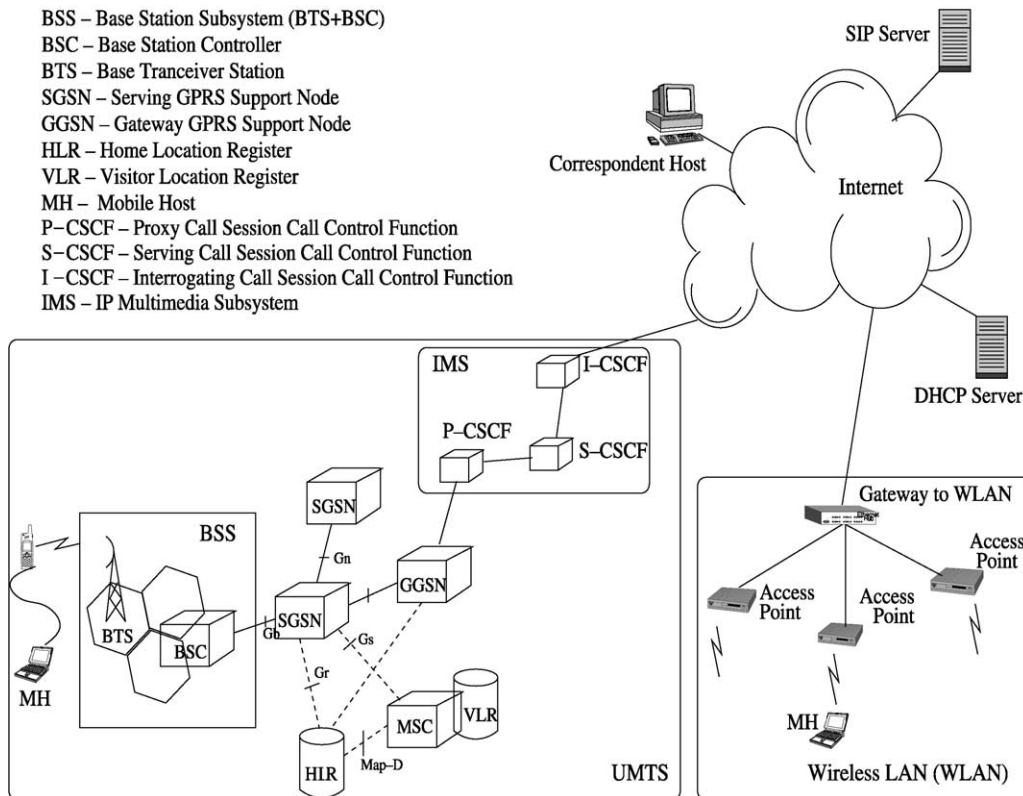 BSS – Base Station Subsystem (BTS+BSC)
BSC – Base Station Controller
BTS – Base Tranceiver Station
SGSN – Serving GPRS Support Node
GGSN – Gateway GPRS Support Node
HLR – Home Location Register
VLR – Visitor Location Register
MH – Mobile Host
P–CSCF – Proxy Call Session Call Control Function
S–CSCF – Serving Call Session Call Control Function
I –CSCF – Interrogating Call Session Call Control Function
IMS – IP Multimedia Subsystem
SIP Server
Correspondent Host
Internet
DHCP Server
IMS
I–CSCF
P–CSCF
S–CSCF
SGSN
BSS
Gn
GGSN
SGSN
BTS
BSC
Gb
Gs
Gr
MH
MSC
VLR
HLR
Map–D
UMTS
Gateway to WLAN
Access
Point
Access
Point
Access
Point
MH
Wireless LAN (WLAN)